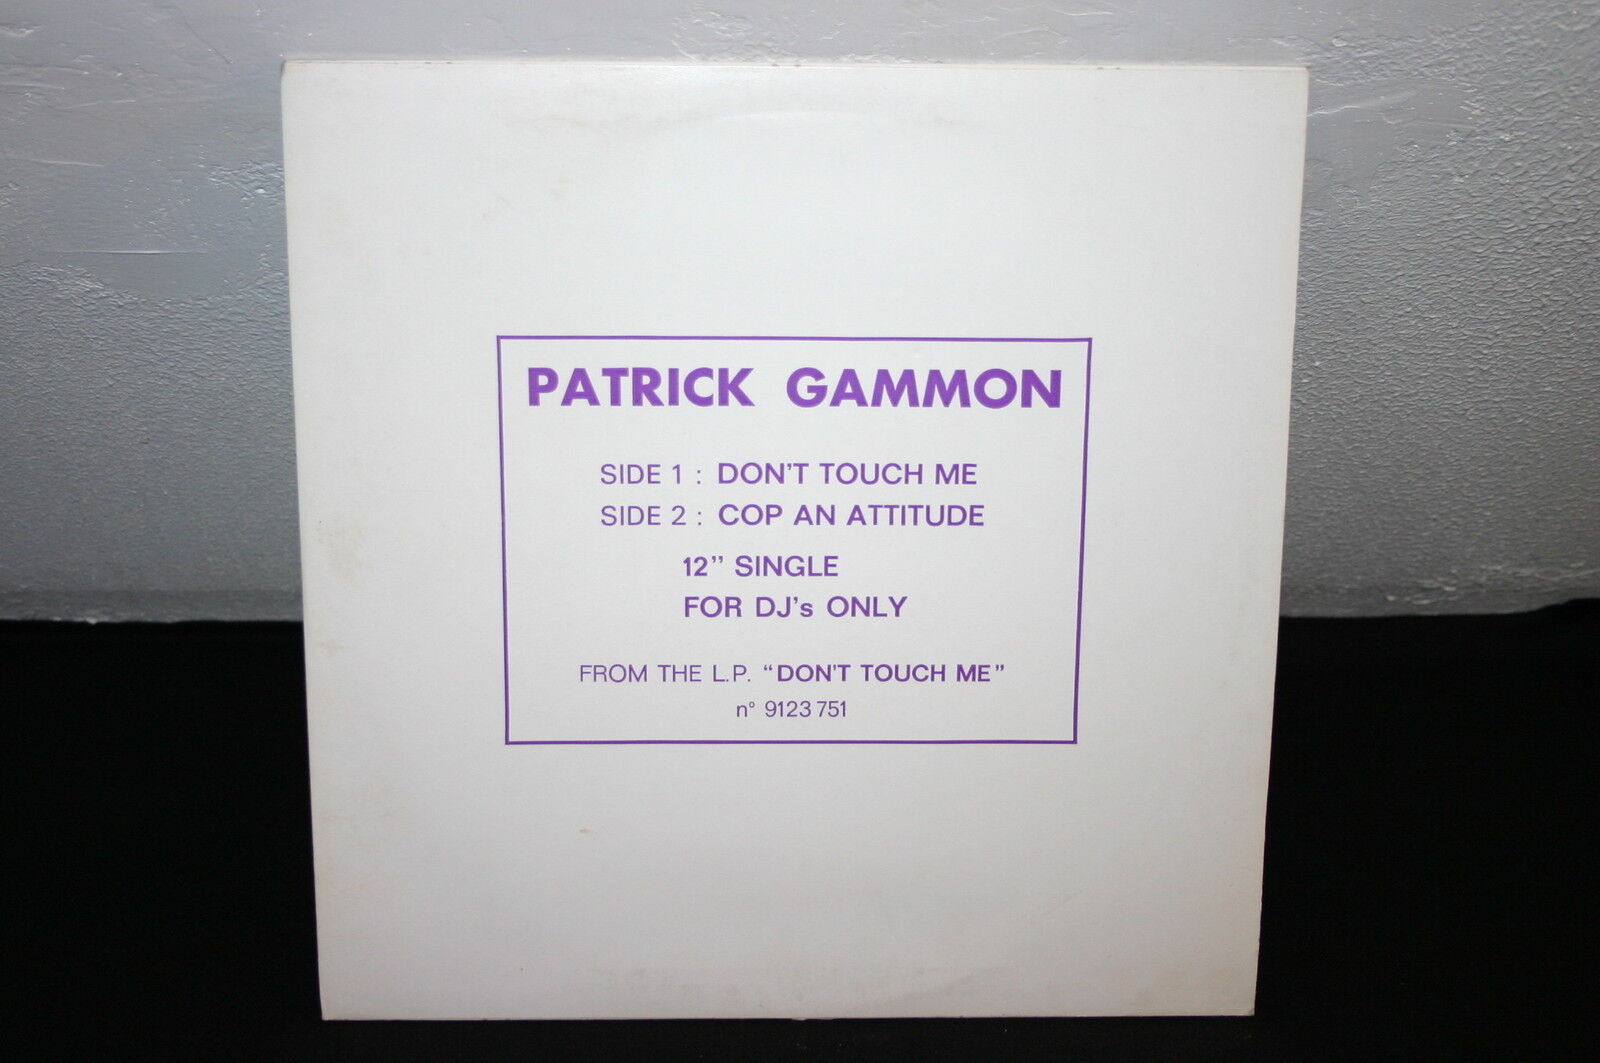 PATRICK GAMMON
SIDE 1 : DON'T TOUCH ME
SIDE 2 : COP AN ATTITUDE
12” SINGLE
FOR DJ's ONLY
FROM THE L.P. “DON'T TOUCH ME”
n° 9123 751